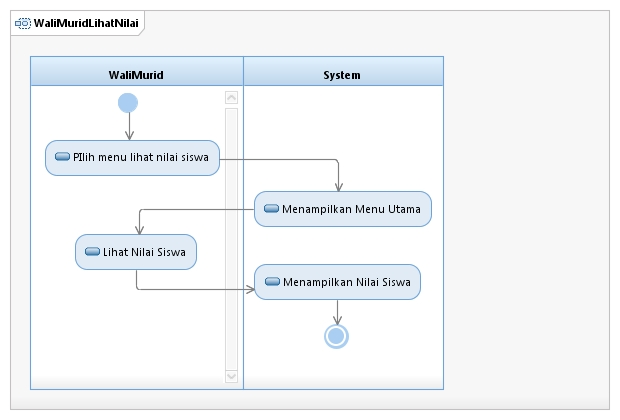 WaliMuridLihatNilai
WaliMurid
System
PIlih menu lihat nilai siswa
Menampilkan Menu Utama
Lihat Nilai Siswa
Menampilkan Nilai Siswa